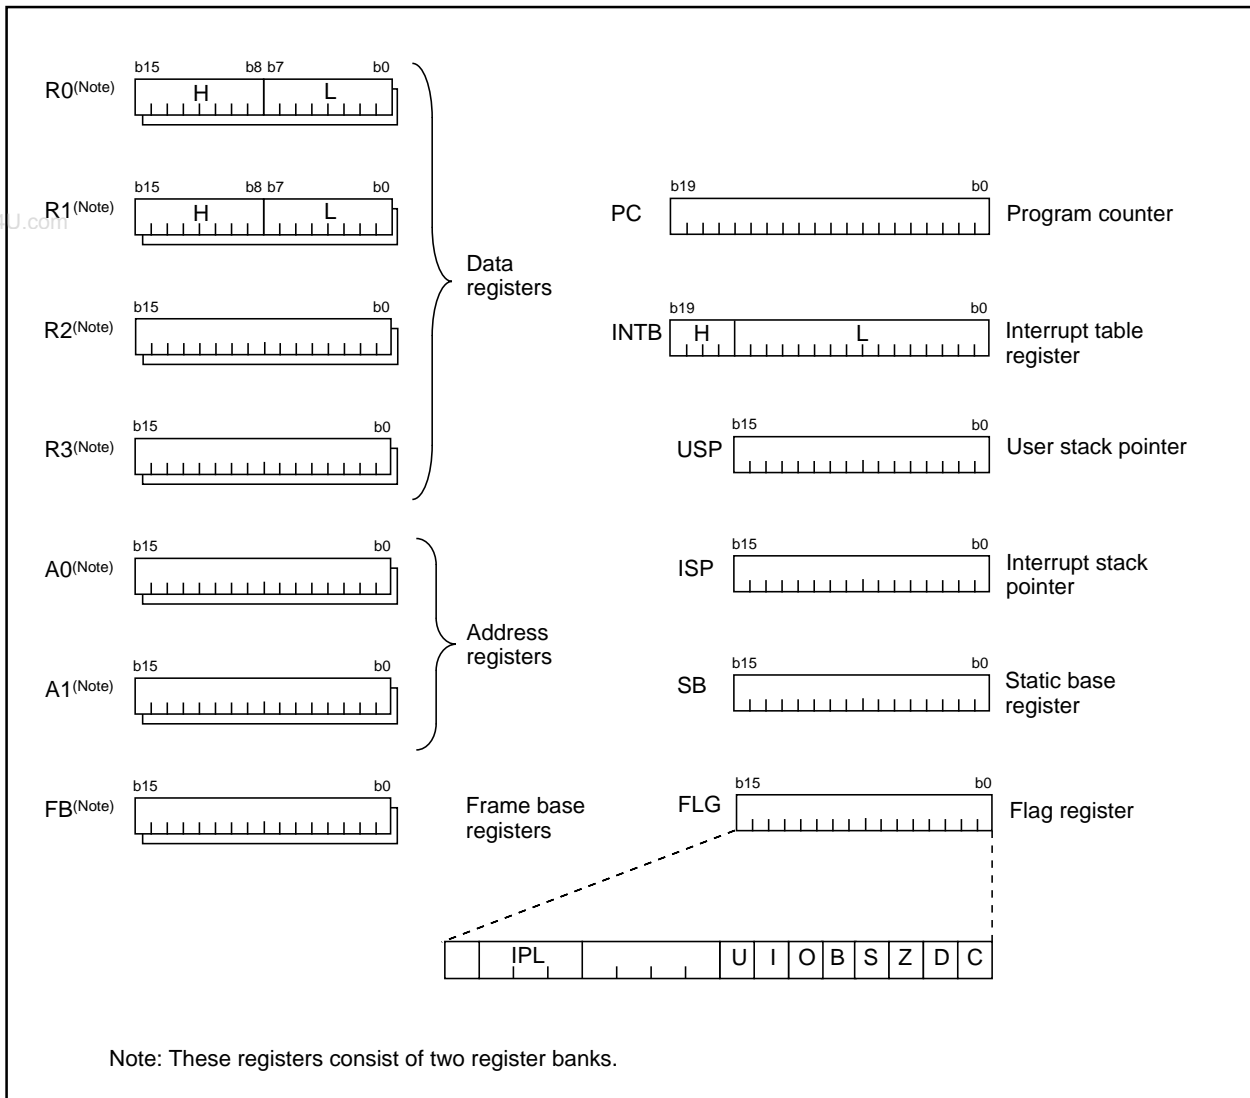 b15 b8 b7 b0
R0(Note) H L
b15 b8 b7 b0
R1(Note) H L
4U.com
b15 b0
R2(Note)
b15 b0
R3(Note)
Data
registers
b15 b0
A0(Note)
b15 b0
A1(Note)
Address
registers
b15 b0
FB(Note)
Frame base
registers
b19 b0
PC Program counter
b19 b0
INTB H L Interrupt table
register
b15 b0
USP User stack pointer
b15 b0
ISP Interrupt stack
pointer
b15 b0
SB Static base
register
b15 b0
FLG Flag register
IPL U I O B S Z D C
Note: These registers consist of two register banks.